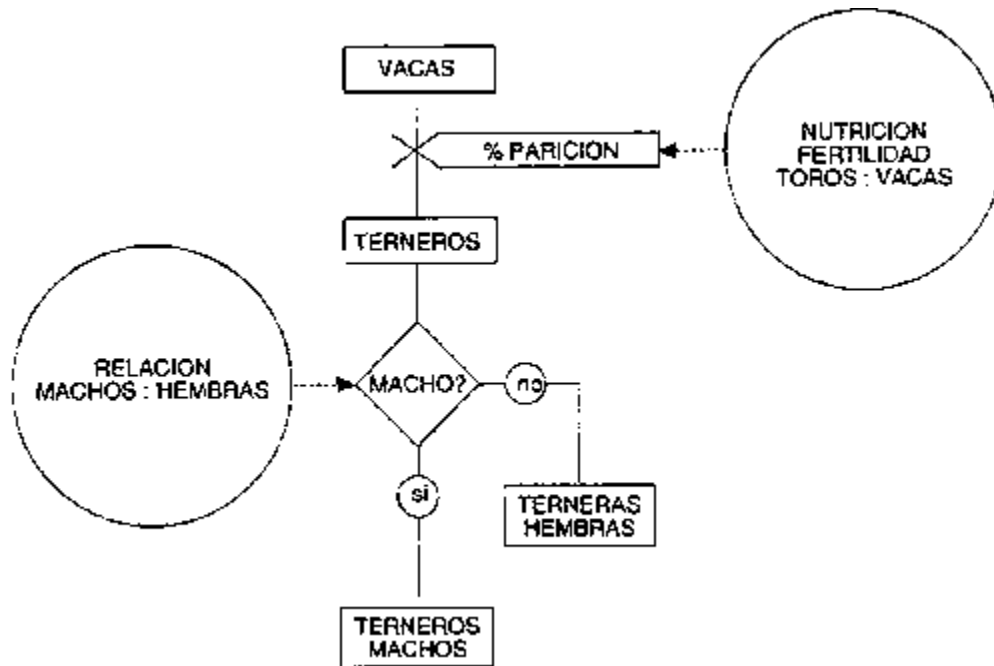 VACAS
% PARICION
NUTRICION
FERTILIDAD
TOROS : VACAS
TERNEROS
RELACION
MACHOS : HEMBRAS
MACHO?
no
si
TERNERAS
HEMBRAS
TERNEROS
MACHOS